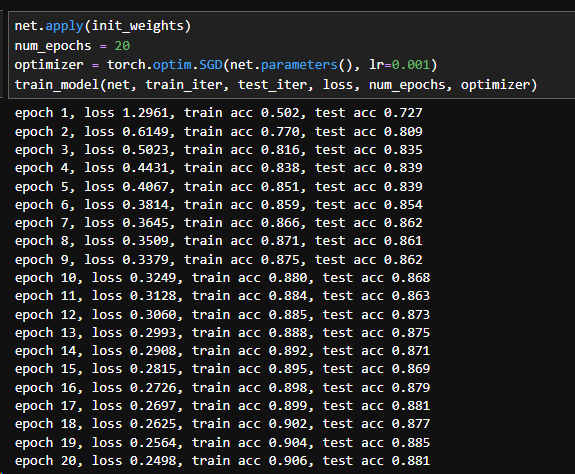 net.apply(init_weights)
num_epochs = 20
optimizer = torch.optim.SGD(net.parameters(), lr=0.001)
train_model(net, train_iter, test_iter, loss, num_epochs, optimizer)
epoch 1, loss 1.2961, train acc 0.502, test acc 0.727
epoch 2, loss 0.6149, train acc 0.770, test acc 0.809
epoch 3, loss 0.5023, train acc 0.816, test acc 0.835
epoch 4, loss 0.4431, train acc 0.838, test acc 0.839
epoch 5, loss 0.4067, train acc 0.851, test acc 0.839
epoch 6, loss 0.3814, train acc 0.859, test acc 0.854
epoch 7, loss 0.3645, train acc 0.866, test acc 0.862
epoch 8, loss 0.3509, train acc 0.871, test acc 0.861
epoch 9, loss 0.3379, train acc 0.875, test acc 0.862
epoch 10, loss 0.3249, train acc 0.880, test acc 0.868
epoch 11, loss 0.3128, train acc 0.884, test acc 0.863
epoch 12, loss 0.3060, train acc 0.885, test acc 0.873
epoch 13, loss 0.2993, train acc 0.888, test acc 0.875
epoch 14, loss 0.2908, train acc 0.892, test acc 0.871
epoch 15, loss 0.2815, train acc 0.895, test acc 0.869
epoch 16, loss 0.2726, train acc 0.898, test acc 0.879
epoch 17, loss 0.2697, train acc 0.899, test acc 0.881
epoch 18, loss 0.2625, train acc 0.902, test acc 0.877
epoch 19, loss 0.2564, train acc 0.904, test acc 0.885
epoch 20, loss 0.2498, train acc 0.906, test acc 0.881